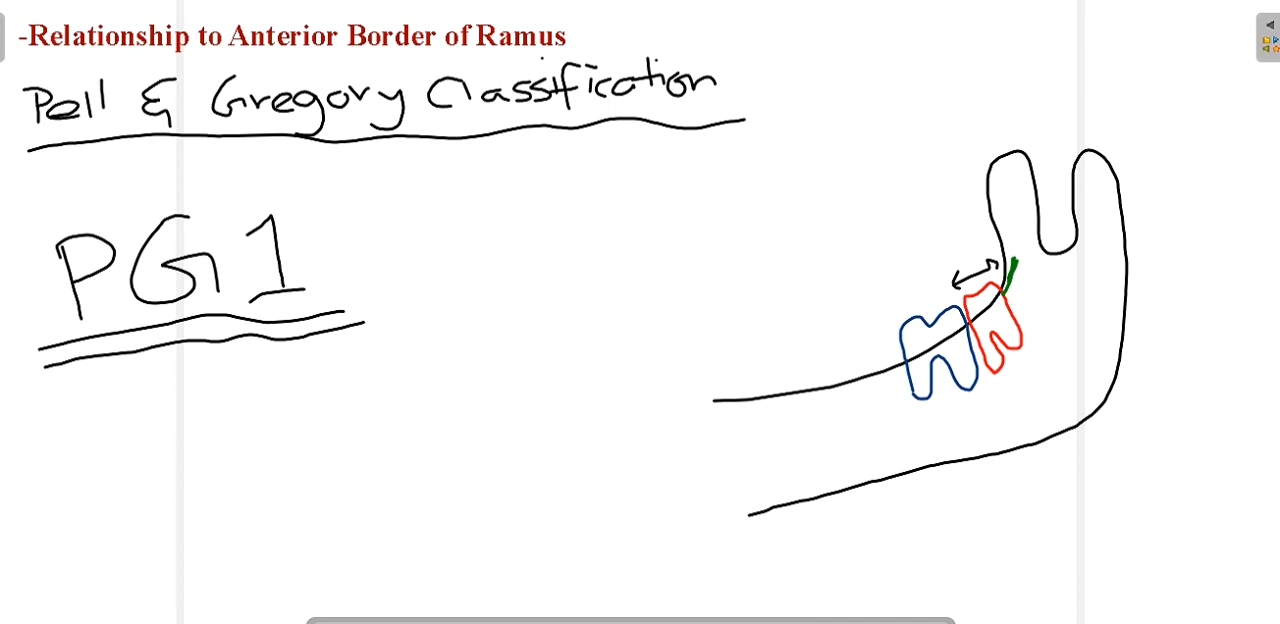 -Relationship to Anterior Border of Ramus
Pell & Gregory Classification
PG1